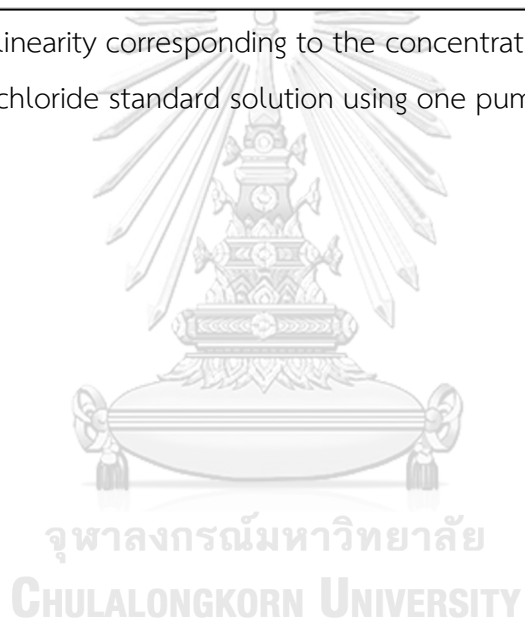 linearity corresponding to the concentrat
chloride standard solution using one pum
จุฬาลงกรณ์มหาวิทยาลัย
CHULALONGKORN UNIVERSITY